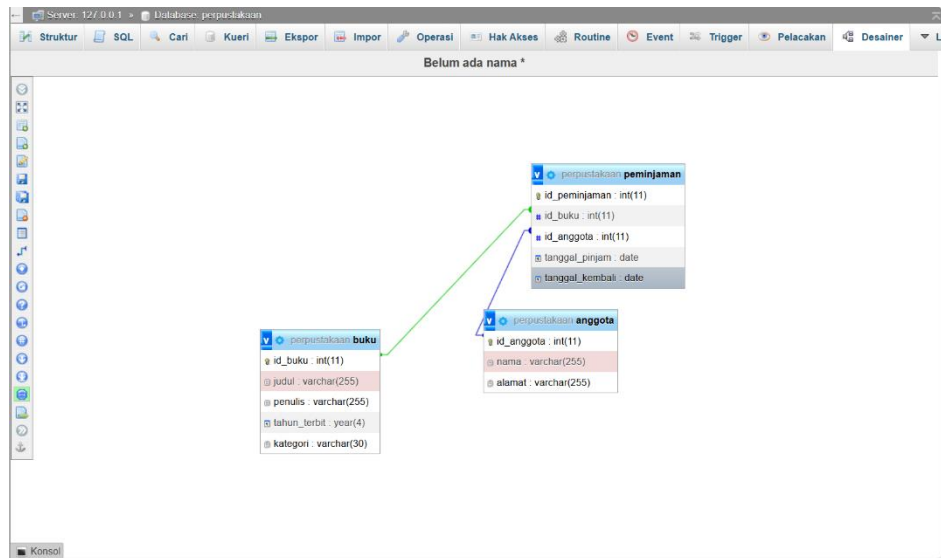 Server: 127.0.0.1 » Database: perpustakaan
Struktur SQL Cari Kueri Ekspor Impor Operasi Hak Akses Routine Event Trigger Pelacakan Desainer
Belum ada nama *
perpustakaan peminjaman
id_peminjaman : int(11)
id_buku : int(11)
id_anggota : int(11)
tanggal_pinjam : date
tanggal_kembali : date
perpustakaan anggota
id_anggota : int(11)
nama : varchar(255)
alamat : varchar(255)
perpustakaan buku
id_buku : int(11)
judul : varchar(255)
penulis : varchar(255)
tahun_terbit : year(4)
kategori : varchar(30)
Konsol